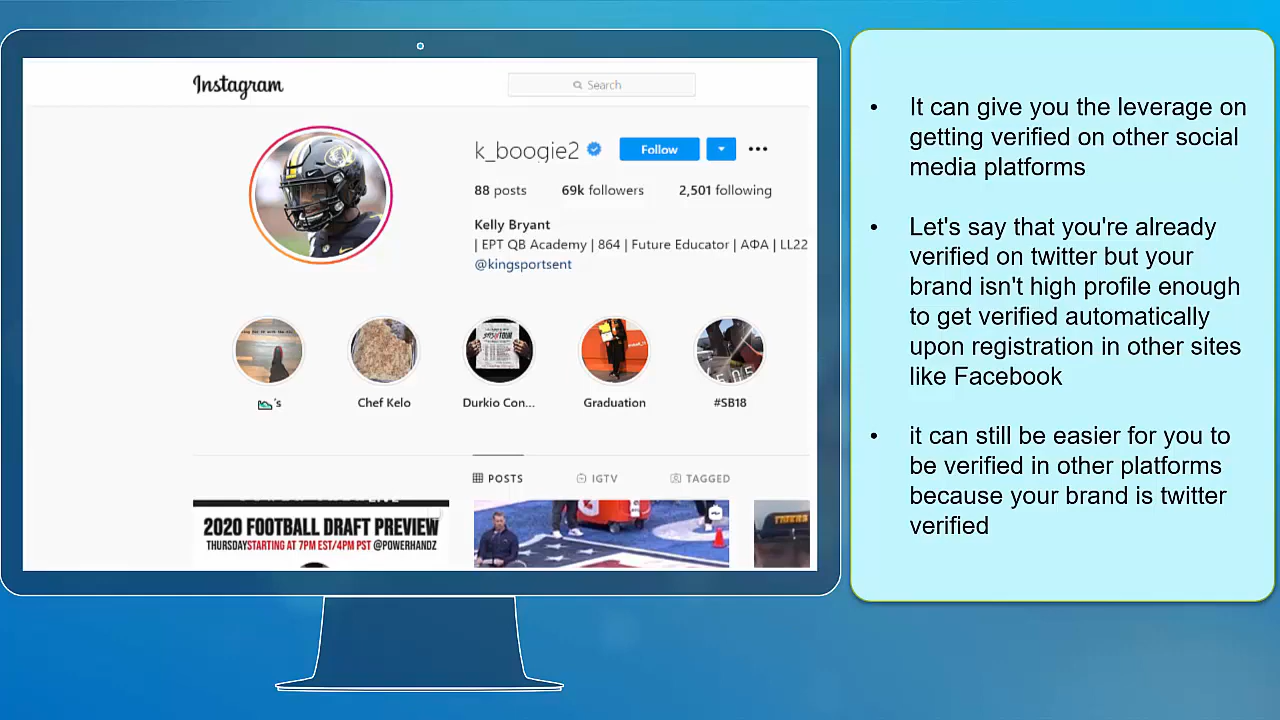 Instagram
Search
k_boogie2
Follow
88 posts 69k followers 2,501 following
Kelly Bryant
| EPT QB Academy | 864 | Future Educator | ΑΦΑ | LL22
@kingsportsent
's
Chef Kelo
Durkio Con...
Graduation
#SB18
POSTS
IGTV
TAGGED
2020 FOOTBALL DRAFT PREVIEW
THURSDAY STARTING AT 7PM EST/4PM PST @POWERHANDZ
TIGERS
• It can give you the leverage on
getting verified on other social
media platforms
• Let's say that you're already
verified on twitter but your
brand isn't high profile enough
to get verified automatically
upon registration in other sites
like Facebook
• it can still be easier for you to
be verified in other platforms
because your brand is twitter
verified